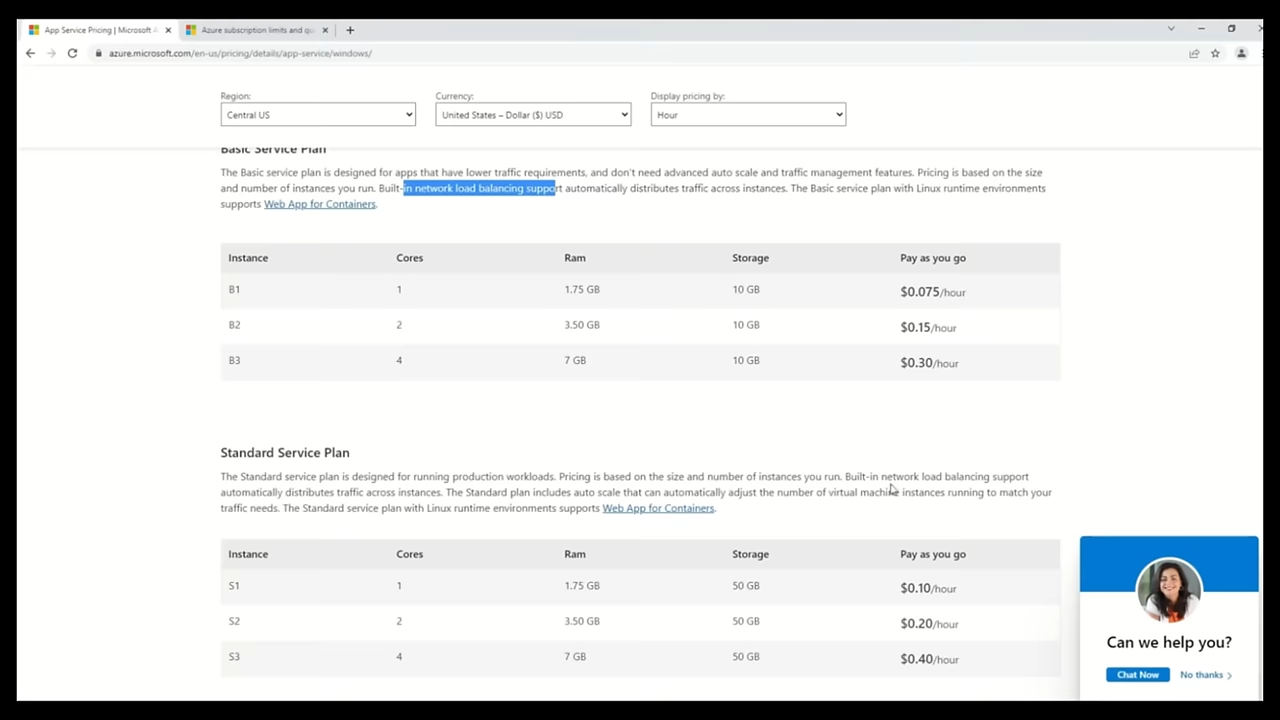 App Service Pricing | Microsoft A
Azure subscription limits and qu
azure.microsoft.com/en-us/pricing/details/app-service/windows/
Region: Currency: Display pricing by:
Central US United States – Dollar ($) USD Hour
Basic Service Plan
The Basic service plan is designed for apps that have lower traffic requirements, and don't need advanced auto scale and traffic management features. Pricing is based on the size
and number of instances you run. Built-in network load balancing support automatically distributes traffic across instances. The Basic service plan with Linux runtime environments
supports Web App for Containers.
Instance Cores Ram Storage Pay as you go
B1 1 1.75 GB 10 GB $0.075/hour
B2 2 3.50 GB 10 GB $0.15/hour
B3 4 7 GB 10 GB $0.30/hour
Standard Service Plan
The Standard service plan is designed for running production workloads. Pricing is based on the size and number of instances you run. Built-in network load balancing support
automatically distributes traffic across instances. The Standard plan includes auto scale that can automatically adjust the number of virtual machine instances running to match your
traffic needs. The Standard service plan with Linux runtime environments supports Web App for Containers.
Instance Cores Ram Storage Pay as you go
S1 1 1.75 GB 50 GB $0.10/hour
S2 2 3.50 GB 50 GB $0.20/hour
S3 4 7 GB 50 GB $0.40/hour
Can we help you?
Chat Now No thanks